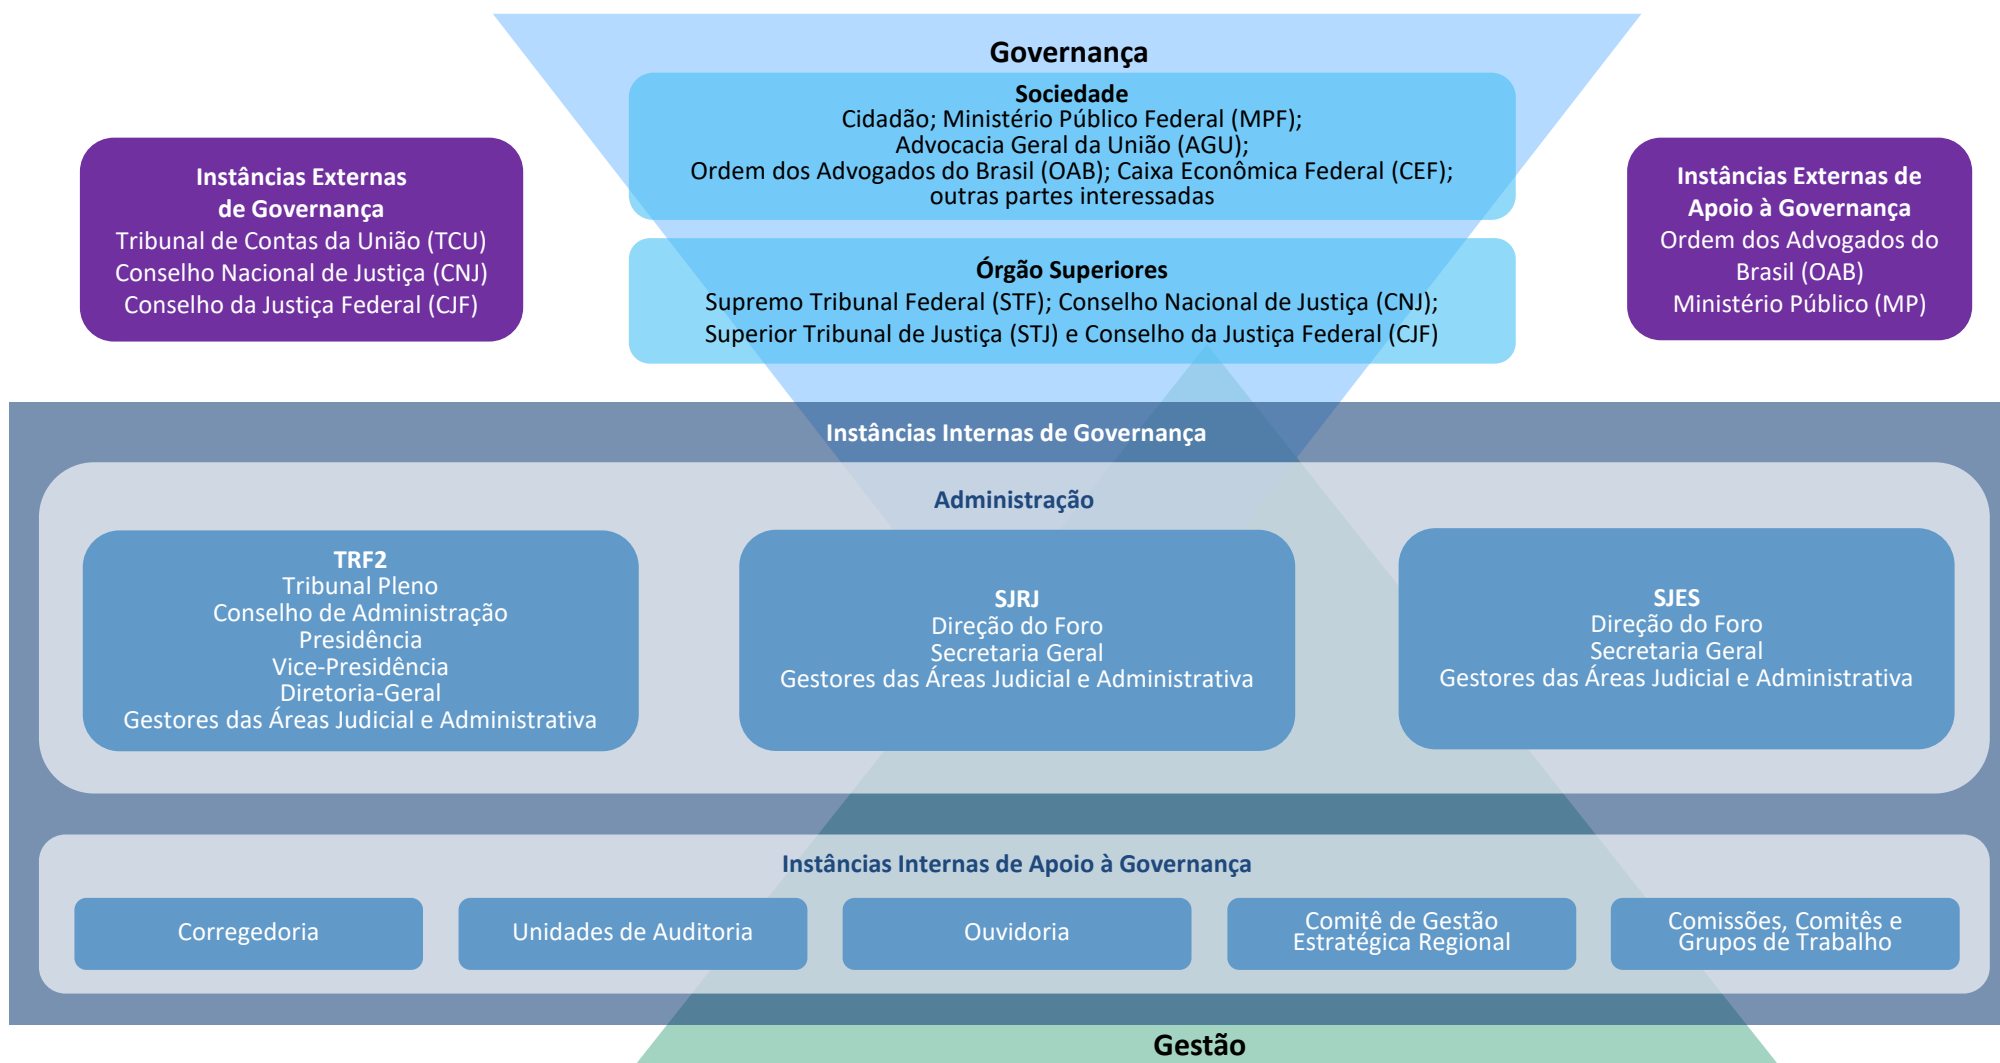 Governança
Sociedade
Cidadão; Ministério Público Federal (MPF);
Advocacia Geral da União (AGU);
Ordem dos Advogados do Brasil (OAB); Caixa Econômica Federal (CEF);
outras partes interessadas
Instâncias Externas
de Governança
Tribunal de Contas da União (TCU)
Conselho Nacional de Justiça (CNJ)
Conselho da Justiça Federal (CJF)
Órgão Superiores
Supremo Tribunal Federal (STF); Conselho Nacional de Justiça (CNJ);
Superior Tribunal de Justiça (STJ) e Conselho da Justiça Federal (CJF)
Instâncias Externas de
Apoio à Governança
Ordem dos Advogados do
Brasil (OAB)
Ministério Público (MP)
Instâncias Internas de Governança
Administração
TRF2
Tribunal Pleno
Conselho de Administração
Presidência
Vice-Presidência
Diretoria-Geral
Gestores das Áreas Judicial e Administrativa
SJRJ
Direção do Foro
Secretaria Geral
Gestores das Áreas Judicial e Administrativa
SJES
Direção do Foro
Secretaria Geral
Gestores das Áreas Judicial e Administrativa
Instâncias Internas de Apoio à Governança
Corregedoria
Unidades de Auditoria
Ouvidoria
Comitê de Gestão
Estratégica Regional
Comissões, Comitês e
Grupos de Trabalho
Gestão